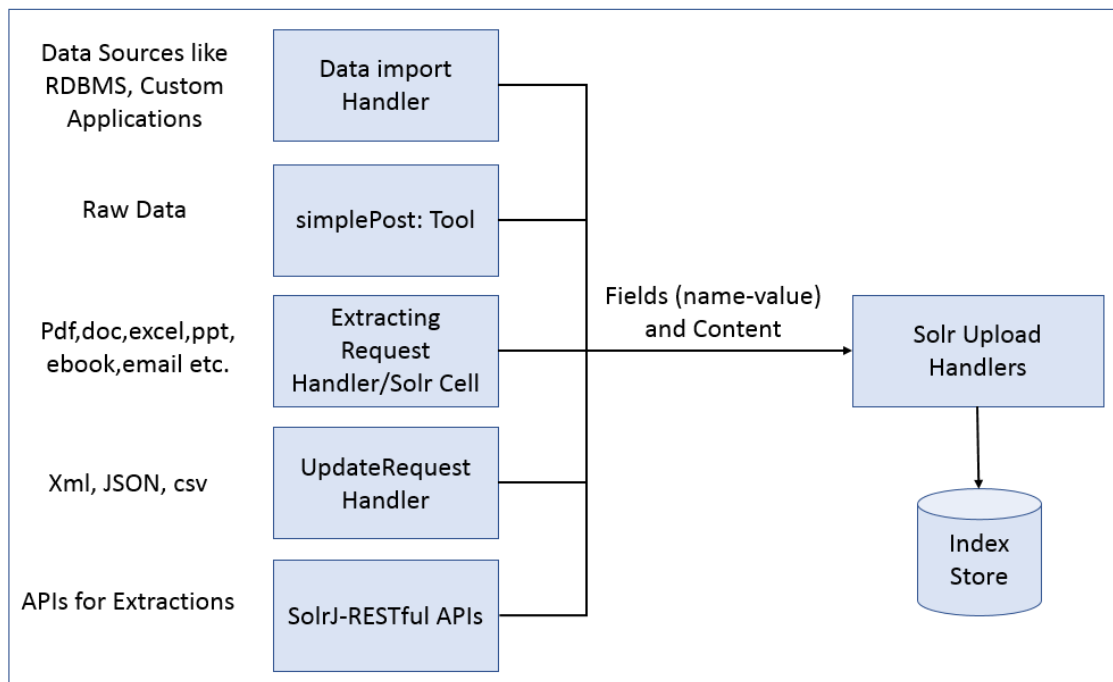 Data Sources like
RDBMS, Custom
Applications
Data import
Handler
Raw Data
simplePost: Tool
Pdf,doc,excel,ppt,
ebook,email etc.
Extracting
Request
Handler/Solr Cell
Fields (name-value)
and Content
Solr Upload
Handlers
Xml, JSON, csv
UpdateRequest
Handler
Index
Store
APIs for Extractions
SolrJ-RESTful APIs